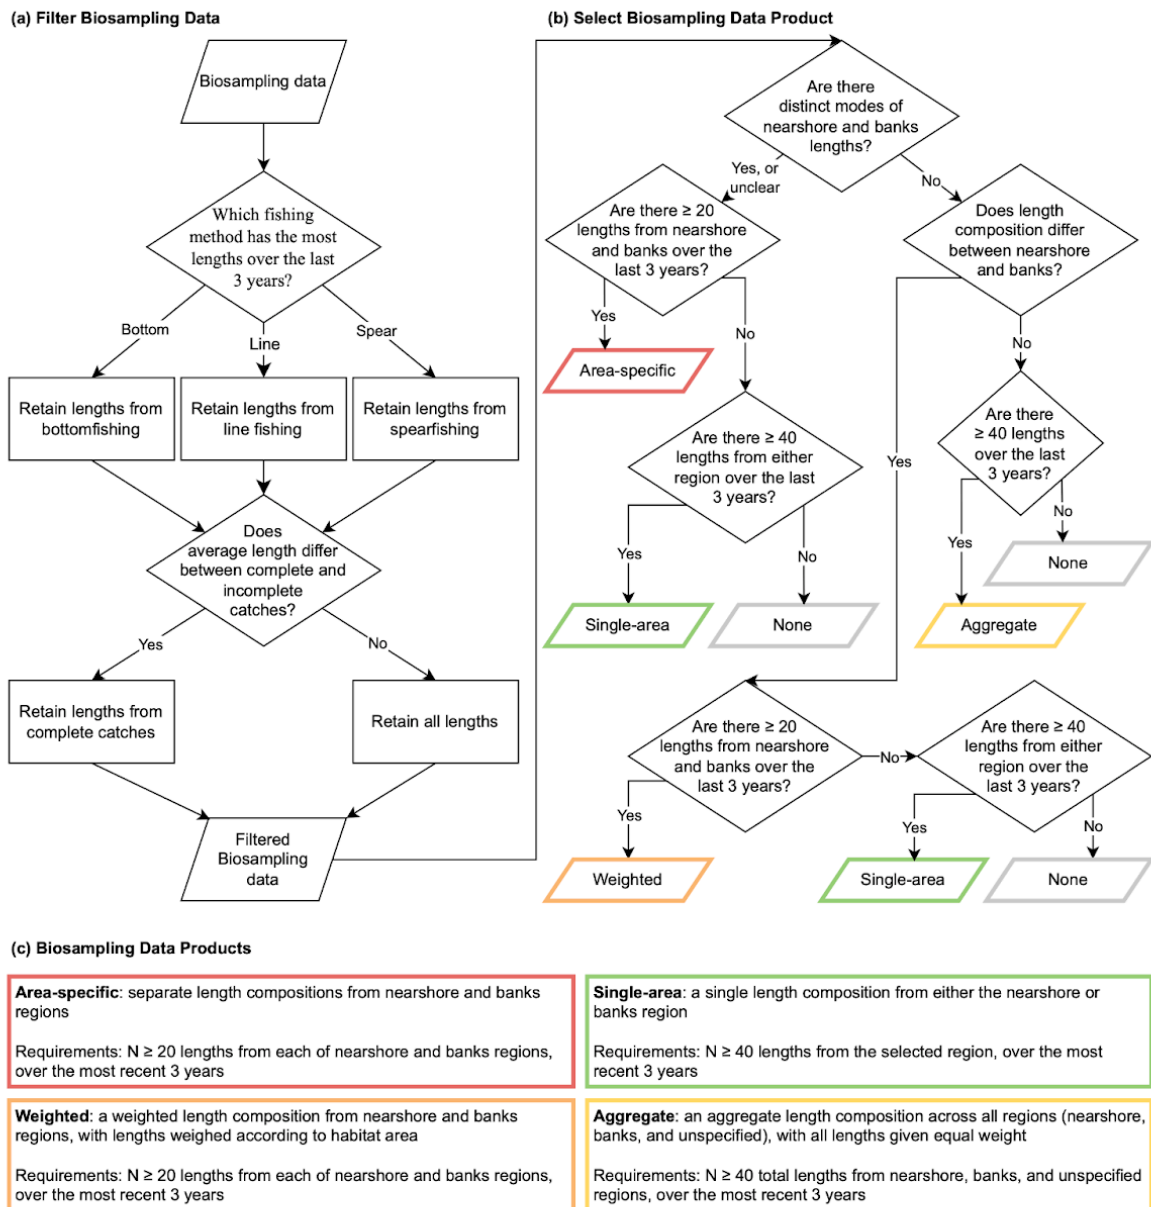 (a) Filter Biosampling Data
Biosampling data
Which fishing
method has the most
lengths over the last
3 years?
Bottom
Line
Spear
Retain lengths from
bottomfishing
Retain lengths from
line fishing
Retain lengths from
spearfishing
Does
average length differ
between complete and
incomplete
catches?
Yes
No
Retain lengths from
complete catches
Retain all lengths
Filtered
Biosampling
data
(b) Select Biosampling Data Product
Are there
distinct modes of
nearshore and banks
lengths?
Yes, or
unclear
No
Are there ≥ 20
lengths from nearshore
and banks over the
last 3 years?
Does length
composition differ
between nearshore
and banks?
Yes
No
Area-specific
No
Are there ≥ 40
lengths from either
region over the last
3 years?
Yes
Are there
≥ 40 lengths
over the last
3 years?
Yes
No
Yes
No
None
Single-area
None
Aggregate
Are there ≥ 20
lengths from nearshore
and banks over the
last 3 years?
No
Are there ≥ 40
lengths from either
region over the
last 3 years?
Yes
Yes
No
Weighted
Single-area
None
(c) Biosampling Data Products
Area-specific: separate length compositions from nearshore and banks
regions
Requirements: N ≥ 20 lengths from each of nearshore and banks regions,
over the most recent 3 years
Single-area: a single length composition from either the nearshore or
banks region
Requirements: N ≥ 40 lengths from the selected region, over the most
recent 3 years
Weighted: a weighted length composition from nearshore and banks
regions, with lengths weighed according to habitat area
Requirements: N ≥ 20 lengths from each of nearshore and banks regions,
over the most recent 3 years
Aggregate: an aggregate length composition across all regions (nearshore,
banks, and unspecified), with all lengths given equal weight
Requirements: N ≥ 40 total lengths from nearshore, banks, and unspecified
regions, over the most recent 3 years